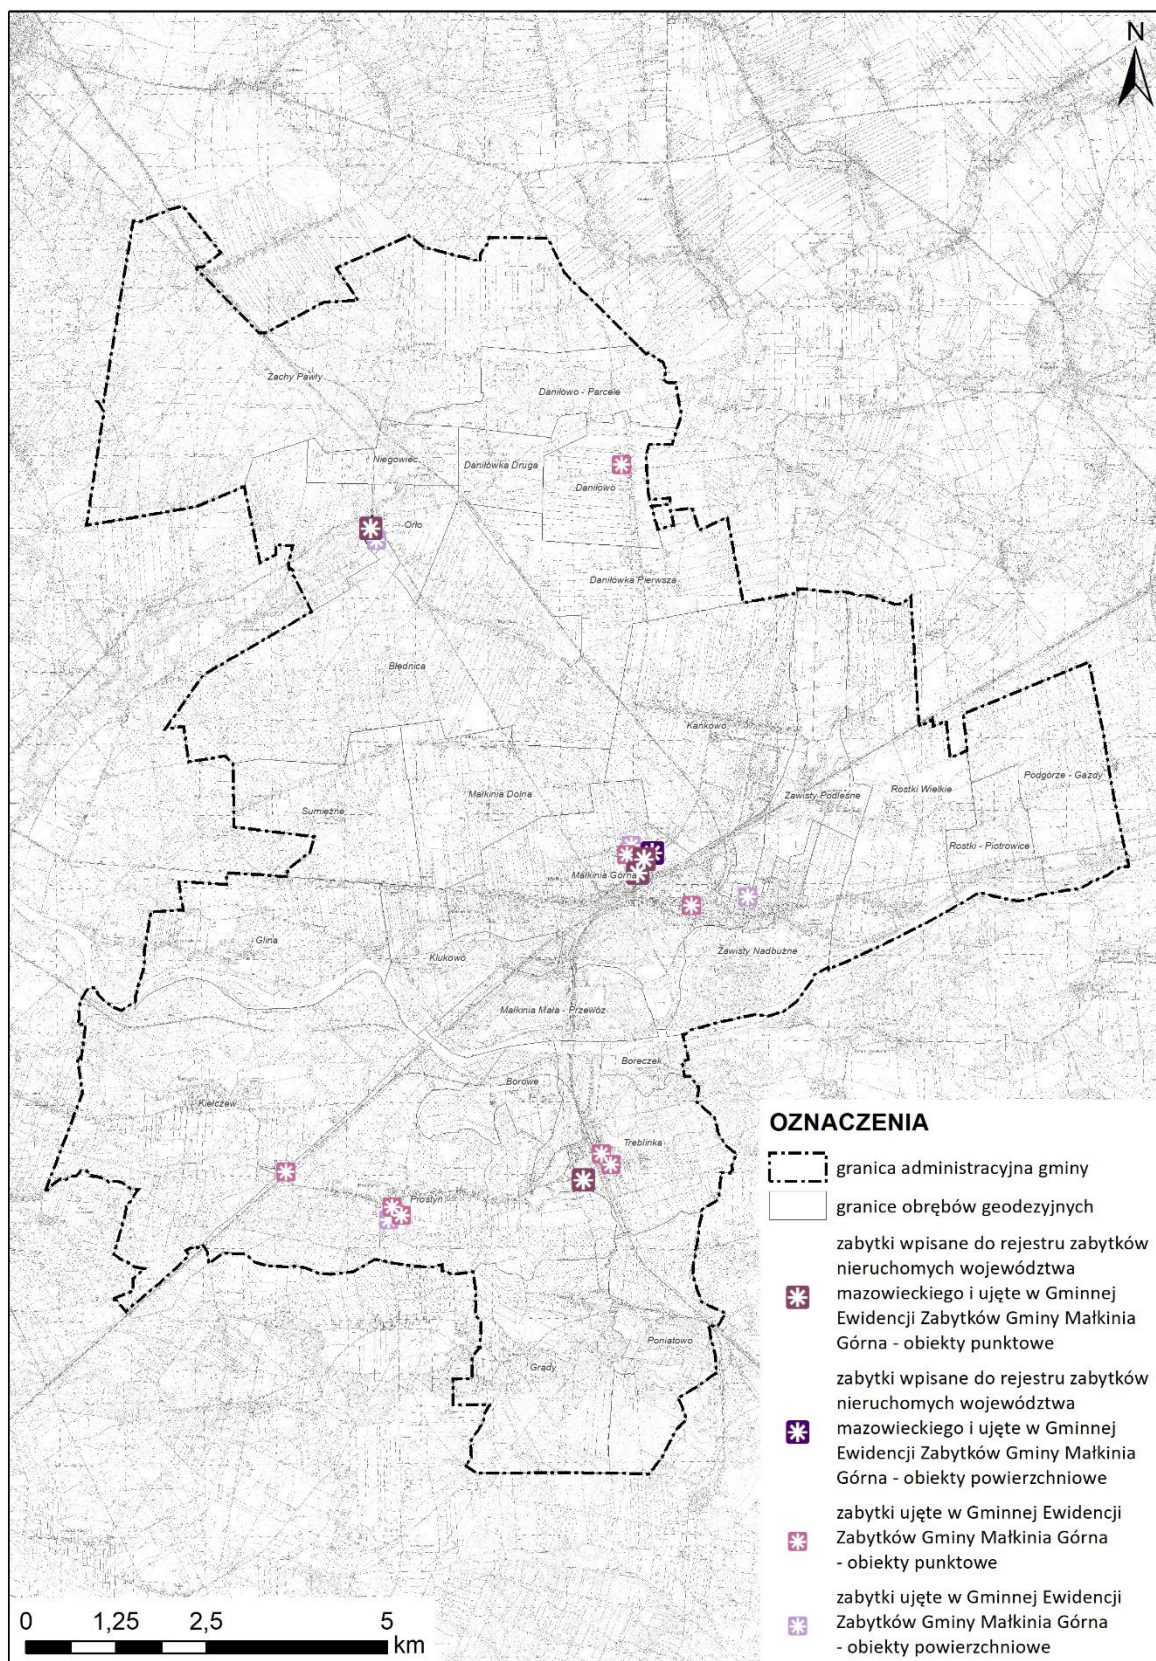 N
Żachy Pawły
Daniłowo - Parcele
Niegowiec
Daniłówka Druga
Daniłowo
Orło
Daniłówka Pierwsza
Błędnica
Kańkowo
Podgórze - Gazdy
Rostki Wielkie
Małkinia Dolna
Zawisty Podleśne
Sumiężne
Rostki - Piotrowice
Małkinia Górna
Glina
Klukowo
Zawisty Nadbużne
Małkinia Mała - Przewóz
Boreczek
Borowe
Kiełczew
Treblinka
Prostyń
Poniatowo
Grądy
OZNACZENIA
granica administracyjna gminy
granice obrębów geodezyjnych
zabytki wpisane do rejestru zabytków
nieruchomych województwa
mazowieckiego i ujęte w Gminnej
Ewidencji Zabytków Gminy Małkinia
Górna - obiekty punktowe
zabytki wpisane do rejestru zabytków
nieruchomych województwa
mazowieckiego i ujęte w Gminnej
Ewidencji Zabytków Gminy Małkinia
Górna - obiekty powierzchniowe
zabytki ujęte w Gminnej Ewidencji
Zabytków Gminy Małkinia Górna
- obiekty punktowe
zabytki ujęte w Gminnej Ewidencji
Zabytków Gminy Małkinia Górna
- obiekty powierzchniowe
0 1,25 2,5 5
km